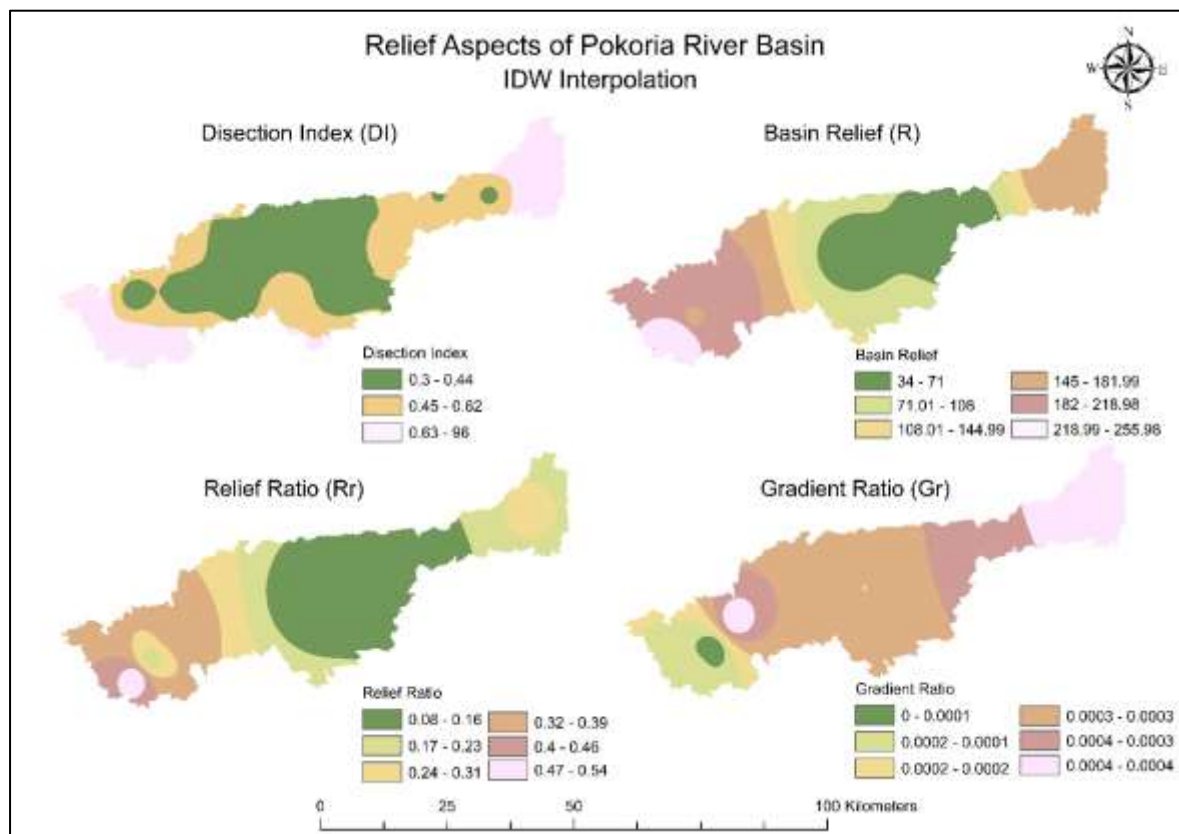 Relief Aspects of Pokoria River Basin
IDW Interpolation
N
W E
S
Disection Index (DI)
Basin Relief (R)
Disection Index
0.3 - 0.44
0.45 - 0.62
0.63 - 96
Basin Relief
34 - 71
71.01 - 108
108.01 - 144.99
145 - 181.99
182 - 218.98
218.99 - 255.98
Relief Ratio (Rr)
Gradient Ratio (Gr)
Relief Ratio
0.08 - 0.16
0.17 - 0.23
0.24 - 0.31
0.32 - 0.39
0.4 - 0.46
0.47 - 0.54
Gradient Ratio
0 - 0.0001
0.0002 - 0.0001
0.0002 - 0.0002
0.0003 - 0.0003
0.0004 - 0.0003
0.0004 - 0.0004
0 25 50 100 Kilometers